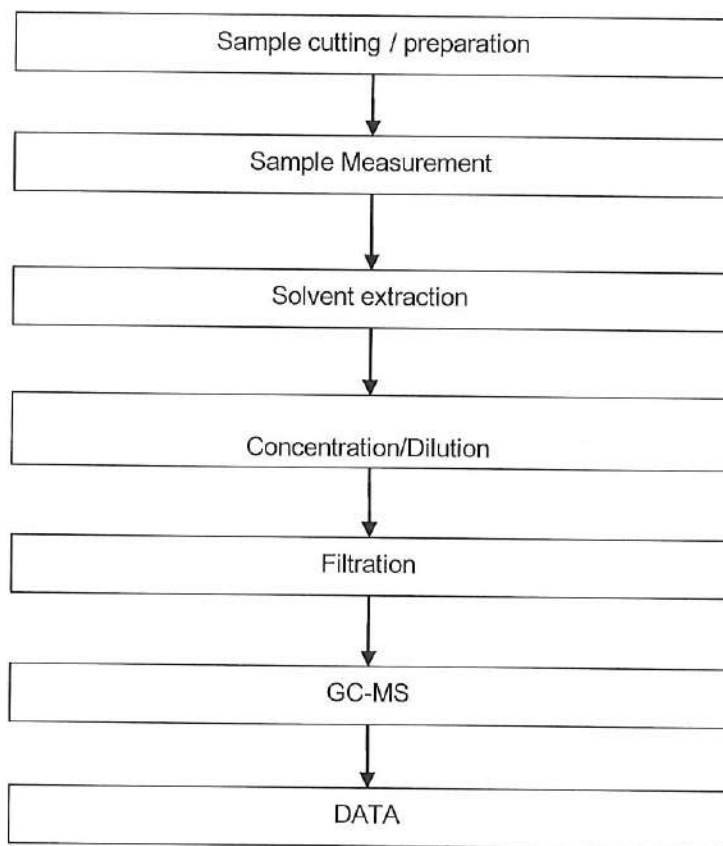 Sample cutting / preparation
Sample Measurement
Solvent extraction
Concentration/Dilution
Filtration
GC-MS
DATA